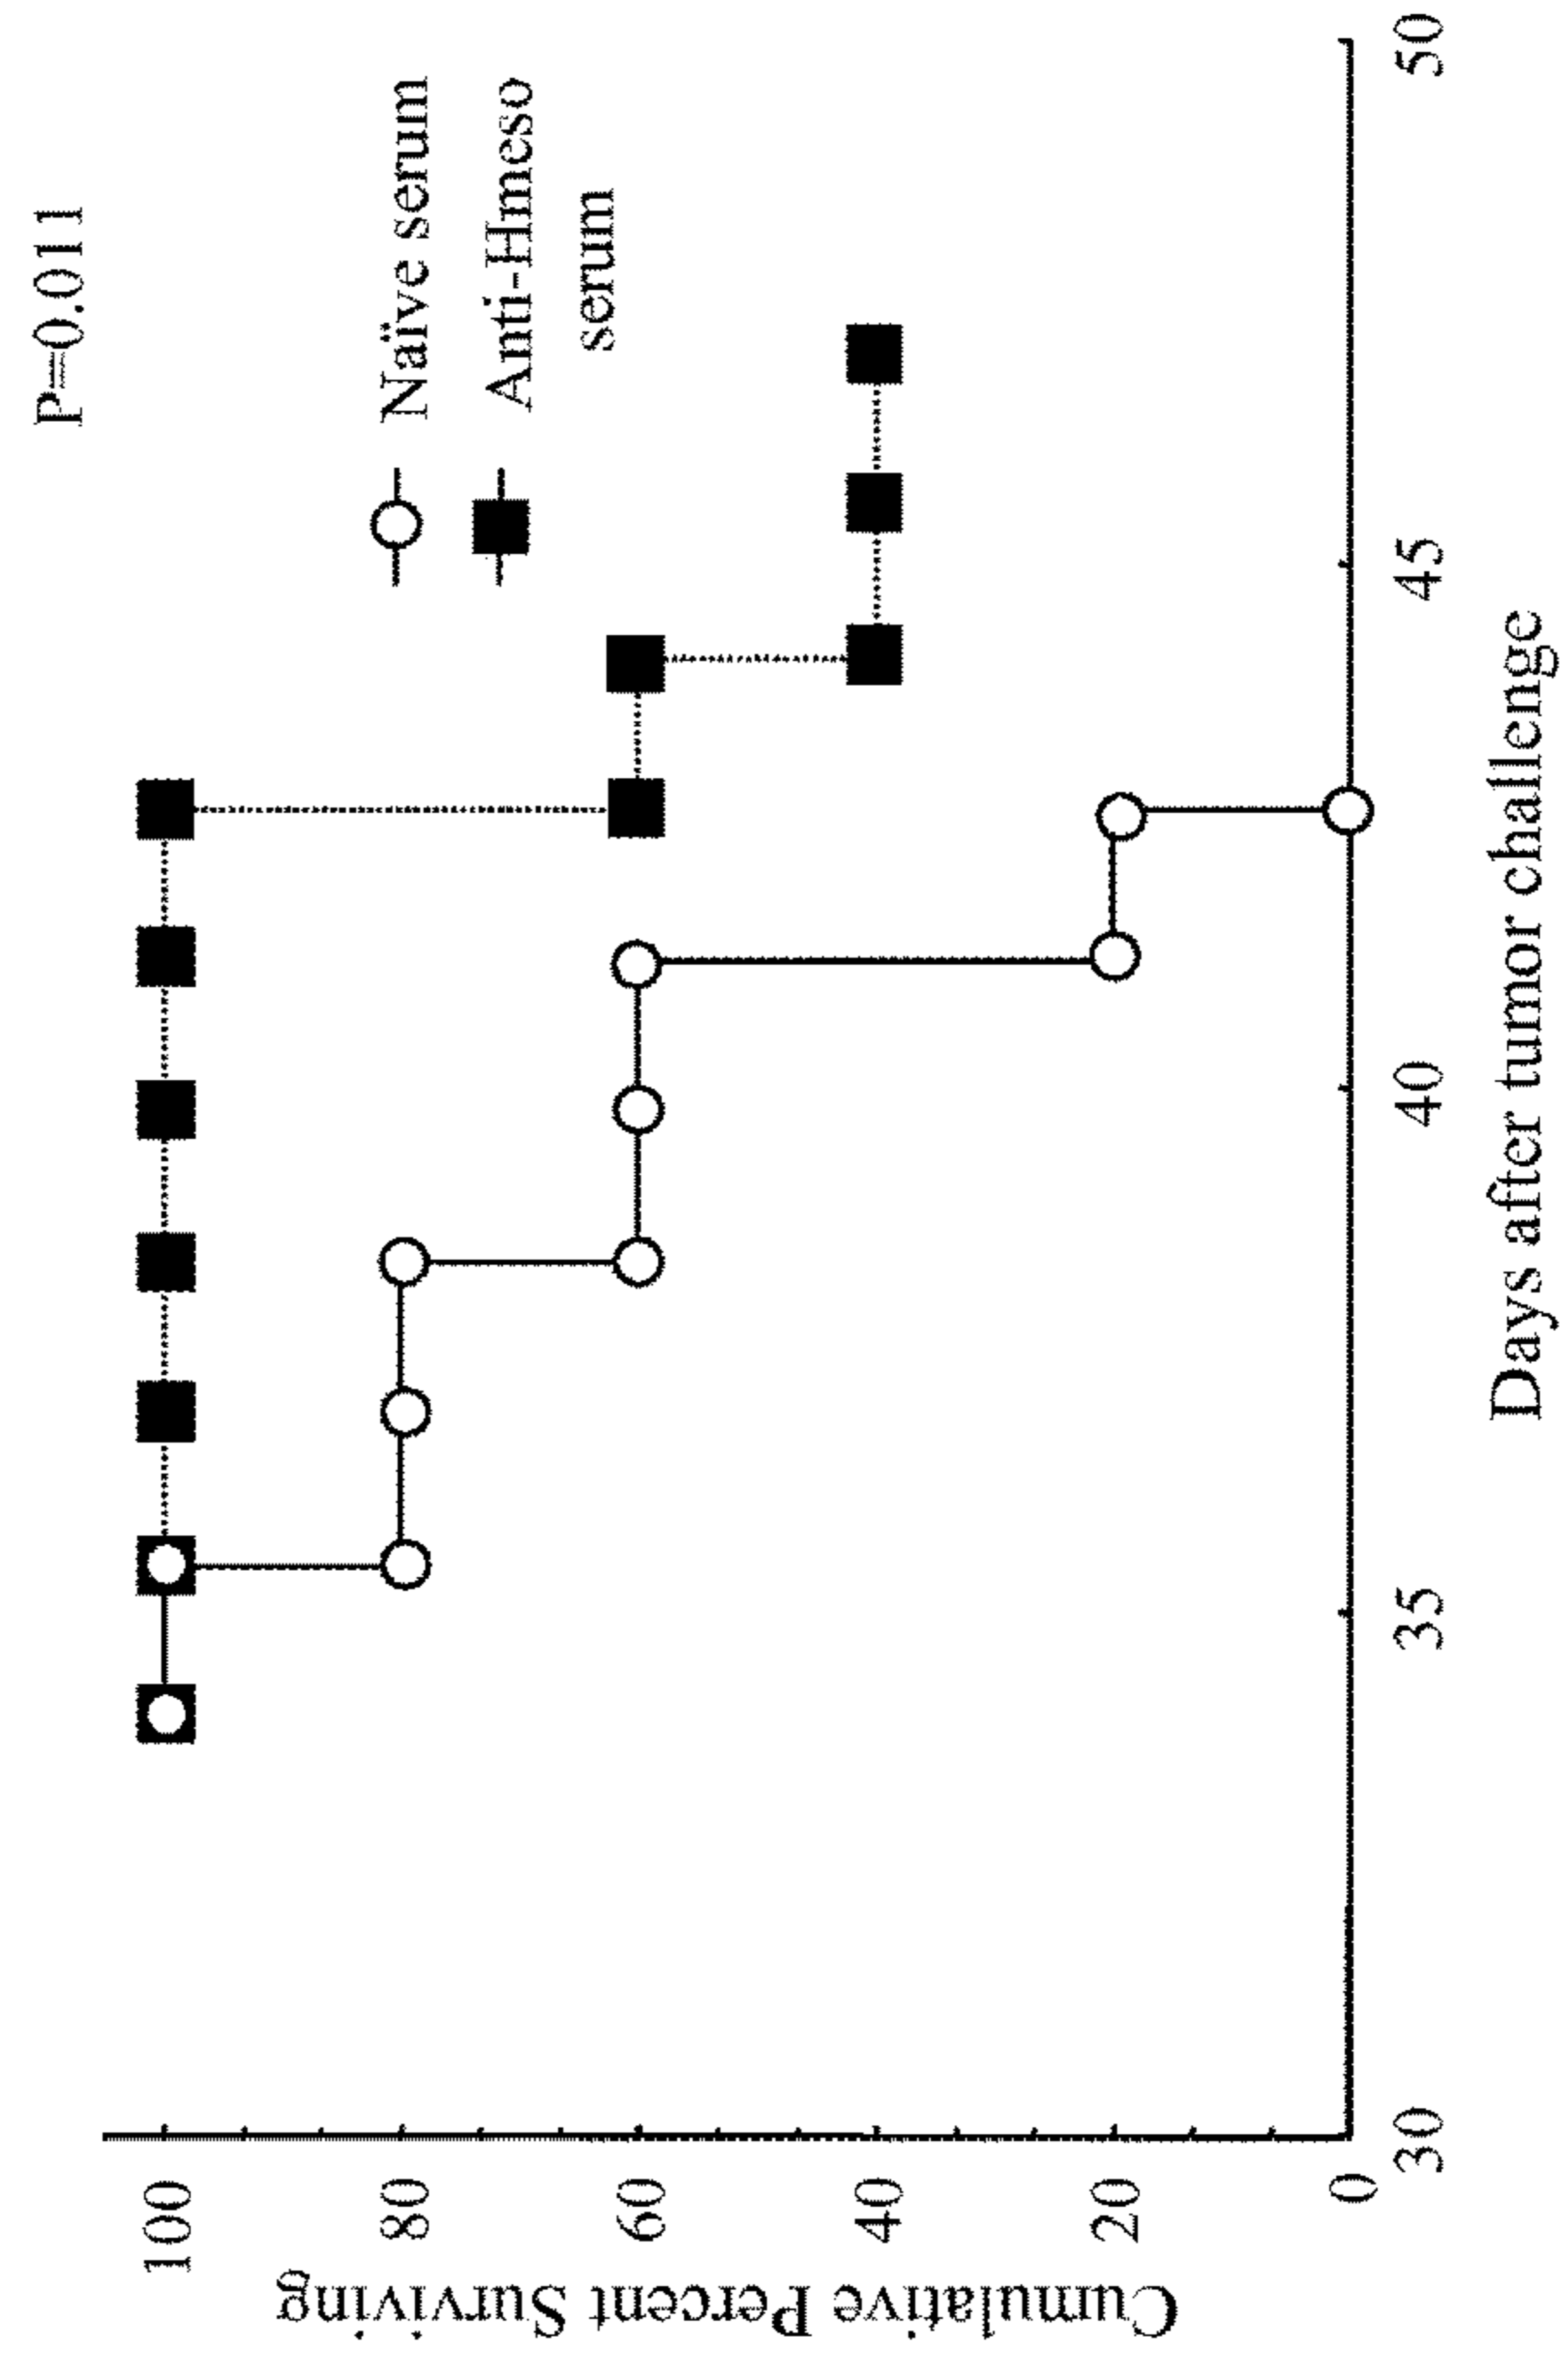 P=0.011
Naïve serum
Anti-Hmeso
serum
Cumulative Percent Surviving
100
80
60
40
20
0
30
35
40
45
50
Days after tumor challenge